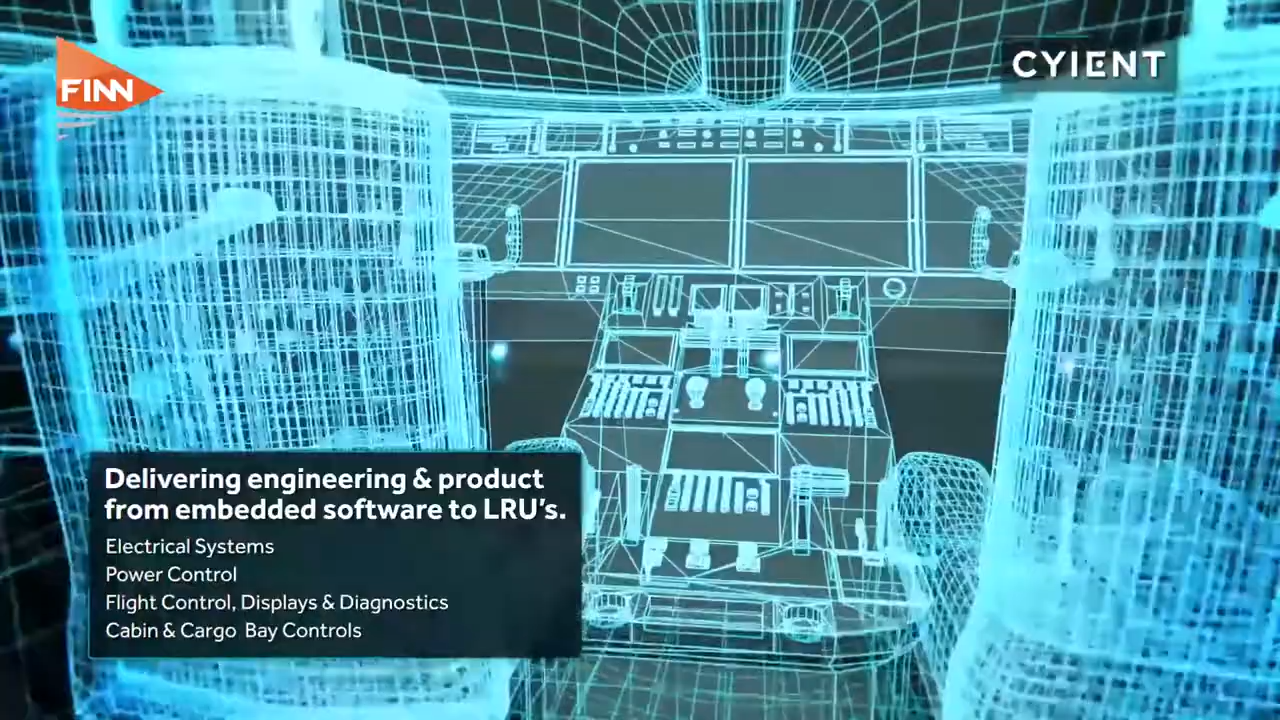 FINN
CYIENT
Delivering engineering & product
from embedded software to LRU's.
Electrical Systems
Power Control
Flight Control, Displays & Diagnostics
Cabin & Cargo Bay Controls